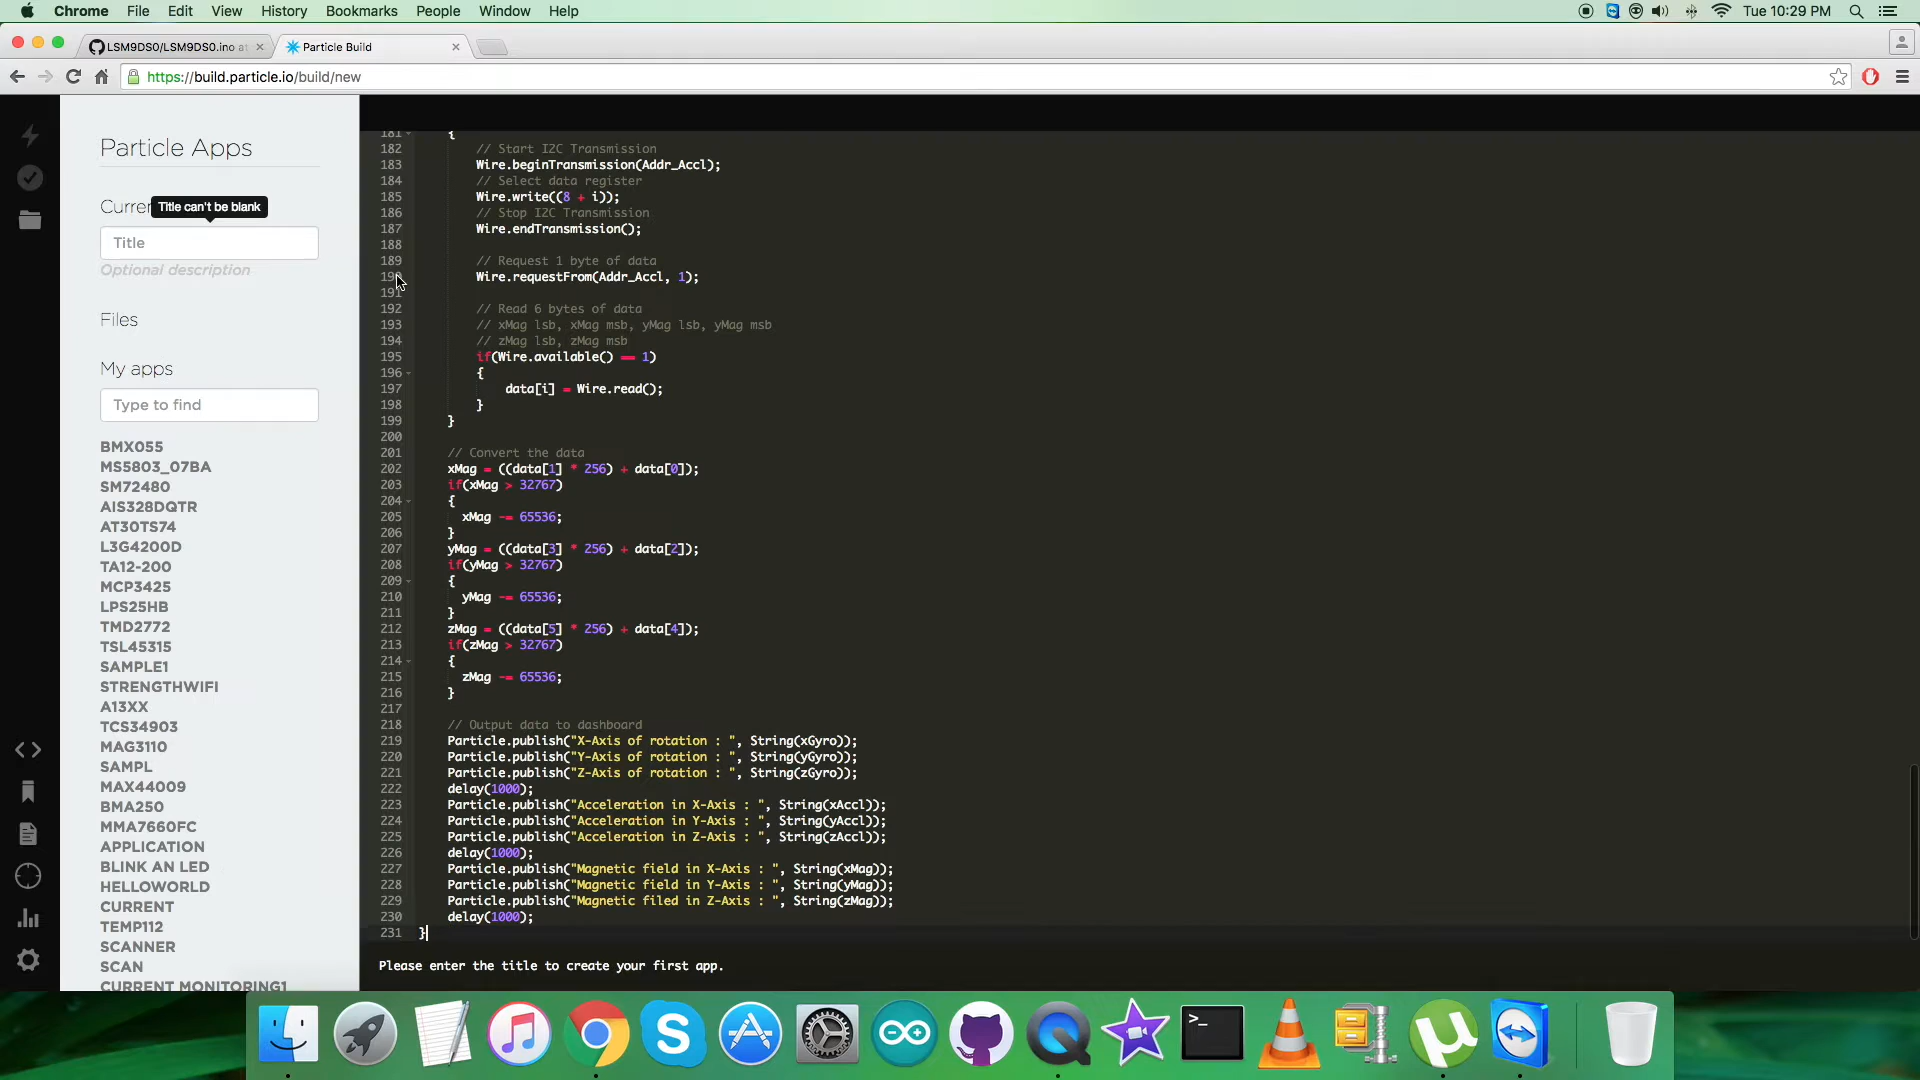 Chrome File Edit View History Bookmarks People Window Help
Tue 10:29 PM
LSM9DS0/LSM9DS0.ino at
Particle Build
https://build.particle.io/build/new
Particle Apps
Title can't be blank
Title
Optional description
Files
My apps
Type to find
BMX055
MS5803_07BA
SM72480
AIS328DQTR
AT30TS74
L3G4200D
TA12-200
MCP3425
LPS25HB
TMD2772
TSL45315
SAMPLE1
STRENGTHWIFI
A13XX
TCS34903
MAG3110
SAMPL
MAX44009
BMA250
MMA7660FC
APPLICATION
BLINK AN LED
HELLOWORLD
CURRENT
TEMP112
SCANNER
SCAN
CURRENT MONITORING1
181 {
182 // Start I2C Transmission
183 Wire.beginTransmission(Addr_Accl);
184 // Select data register
185 Wire.write((8 + i));
186 // Stop I2C Transmission
187 Wire.endTransmission();
188
189 // Request 1 byte of data
190 Wire.requestFrom(Addr_Accl, 1);
191
192 // Read 6 bytes of data
193 // xMag lsb, xMag msb, yMag lsb, yMag msb
194 // zMag lsb, zMag msb
195 if(Wire.available() == 1)
196 {
197 data[i] = Wire.read();
198 }
199 }
200
201 // Convert the data
202 xMag = ((data[1] * 256) + data[0]);
203 if(xMag > 32767)
204 {
205 xMag -= 65536;
206 }
207 yMag = ((data[3] * 256) + data[2]);
208 if(yMag > 32767)
209 {
210 yMag -= 65536;
211 }
212 zMag = ((data[5] * 256) + data[4]);
213 if(zMag > 32767)
214 {
215 zMag -= 65536;
216 }
217
218 // Output data to dashboard
219 Particle.publish("X-Axis of rotation : ", String(xGyro));
220 Particle.publish("Y-Axis of rotation : ", String(yGyro));
221 Particle.publish("Z-Axis of rotation : ", String(zGyro));
222 delay(1000);
223 Particle.publish("Acceleration in X-Axis : ", String(xAccl));
224 Particle.publish("Acceleration in Y-Axis : ", String(yAccl));
225 Particle.publish("Acceleration in Z-Axis : ", String(zAccl));
226 delay(1000);
227 Particle.publish("Magnetic field in X-Axis : ", String(xMag));
228 Particle.publish("Magnetic field in Y-Axis : ", String(yMag));
229 Particle.publish("Magnetic filed in Z-Axis : ", String(zMag));
230 delay(1000);
231 }
Please enter the title to create your first app.